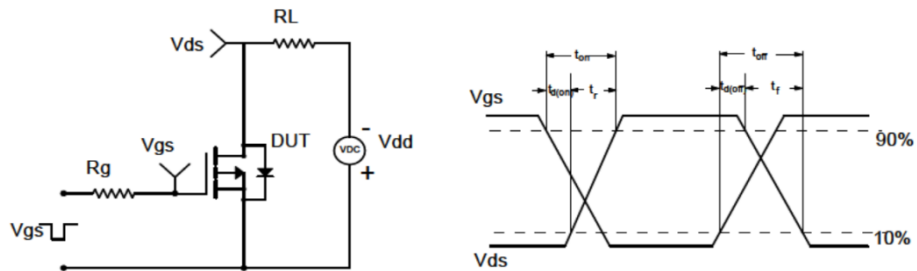 RL
Vds
Vgs
DUT
Rg
VDC
-
Vdd
+
Vgs
ton
toff
td(on)
tr
td(off)
tf
Vgs
90%
10%
Vds